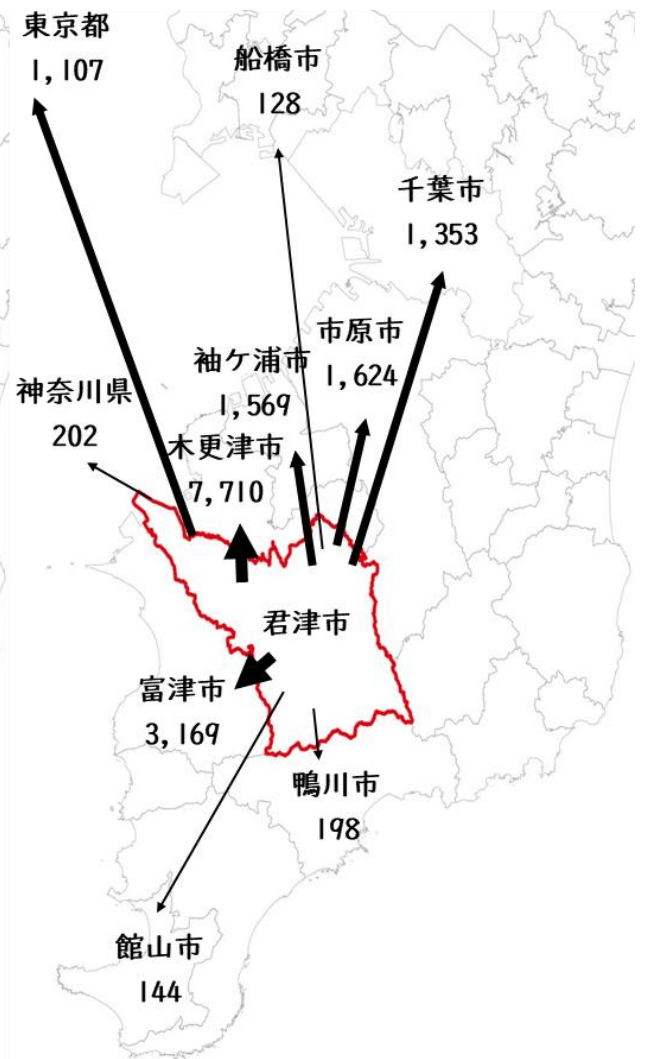 東京都
1,107
船橋市
128
千葉市
1,353
市原市
1,624
袖ケ浦市
1,569
神奈川県
202
木更津市
7,710
君津市
富津市
3,169
鴨川市
198
館山市
144